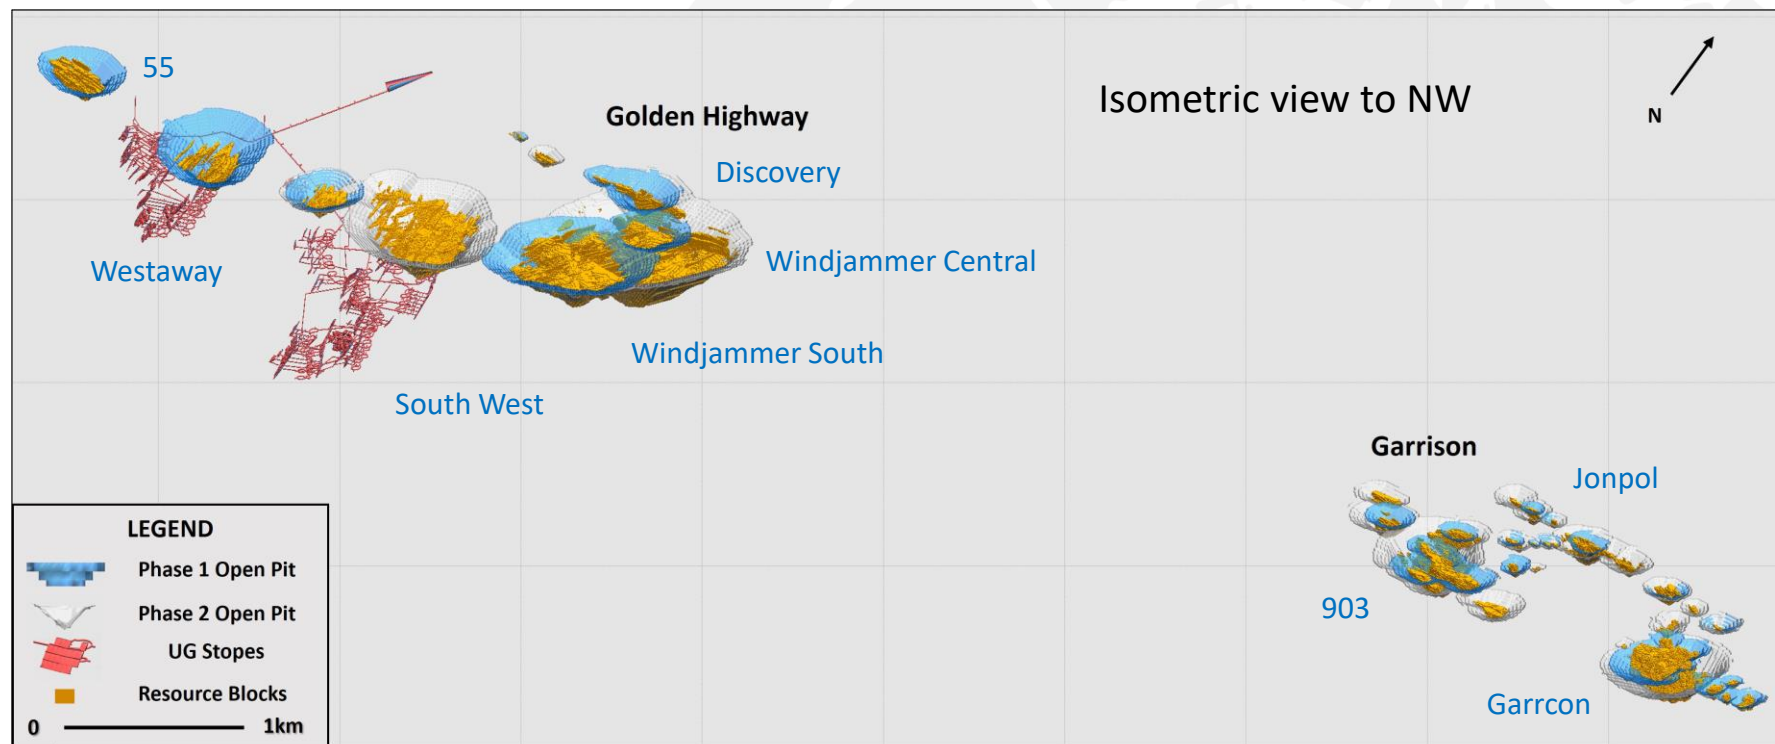 55
Isometric view to NW
Golden Highway
N
Discovery
Westaway
Windjammer Central
Windjammer South
South West
Garrison
Jonpol
903
Garrcon
LEGEND
Phase 1 Open Pit
Phase 2 Open Pit
UG Stopes
Resource Blocks
0 1km